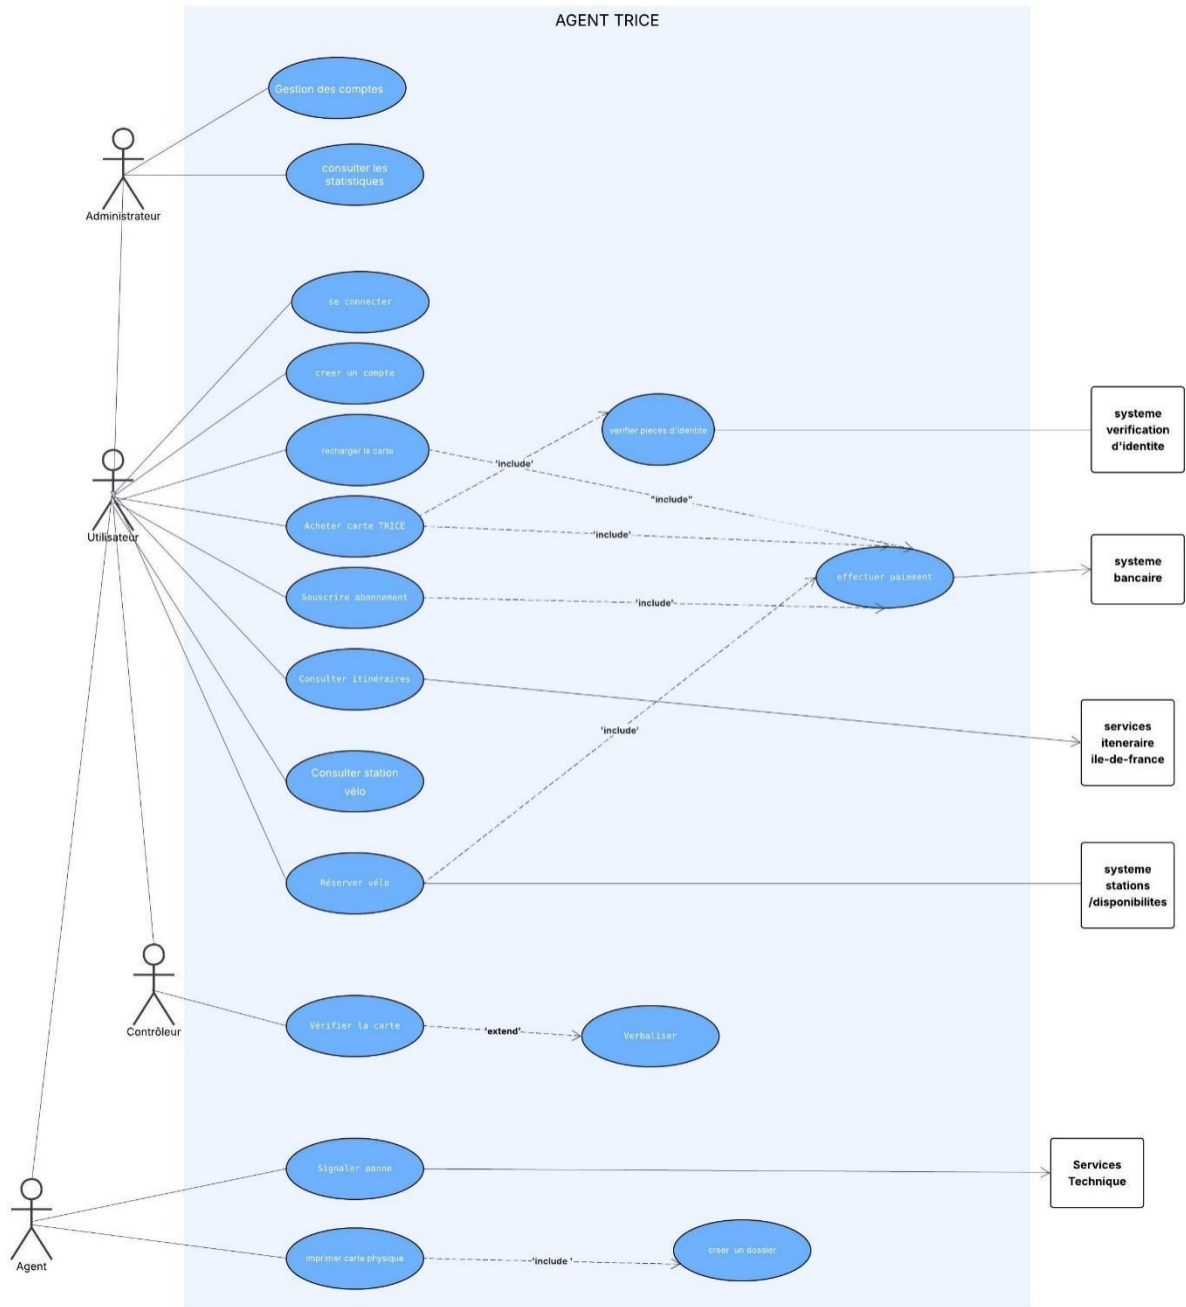 AGENT TRICE
Gestion des comptes
consulter les
statistiques
Administrateur
se connecter
creer un compte
systeme
verification
d'identite
verifier pieces d'identite
recharger la carte
'include'
"include"
Acheter carte TRICE
'include'
Utilisateur
systeme
bancaire
effectuer paiement
Souscrire abonnement
'include'
Consulter itinéraires
'include'
services
iteneraire
ile-de-france
Consulter station
vélo
Réserver vélo
systeme
stations
/disponibilites
Contrôleur
Vérifier la carte
'extend'
Verbaliser
Signaler panne
Services
Technique
Agent
imprimer carte physique
'include '
creer un dossier